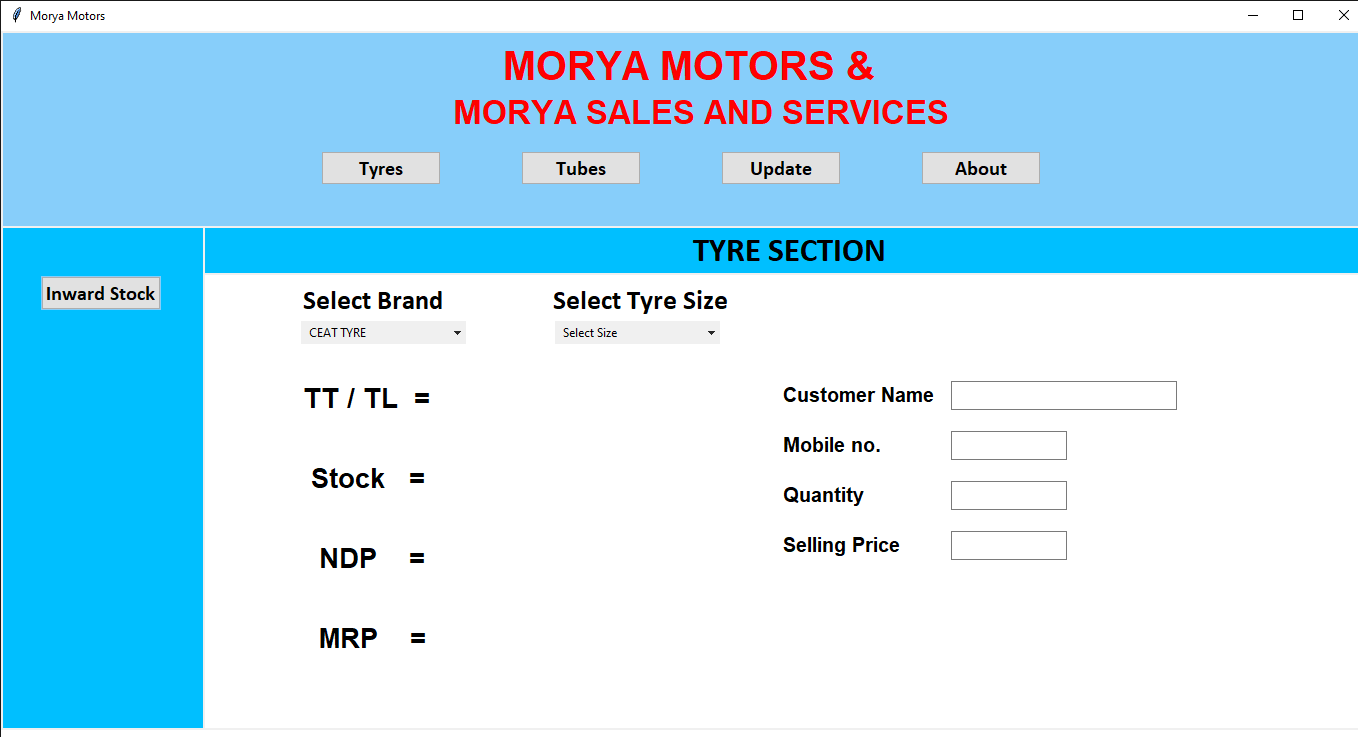 Morya Motors
MORYA MOTORS &
MORYA SALES AND SERVICES
Tyres Tubes Update About
TYRE SECTION
Inward Stock
Select Brand Select Tyre Size
CEAT TYRE Select Size
TT / TL =
Customer Name
Mobile no.
Stock =
Quantity
Selling Price
NDP =
MRP =